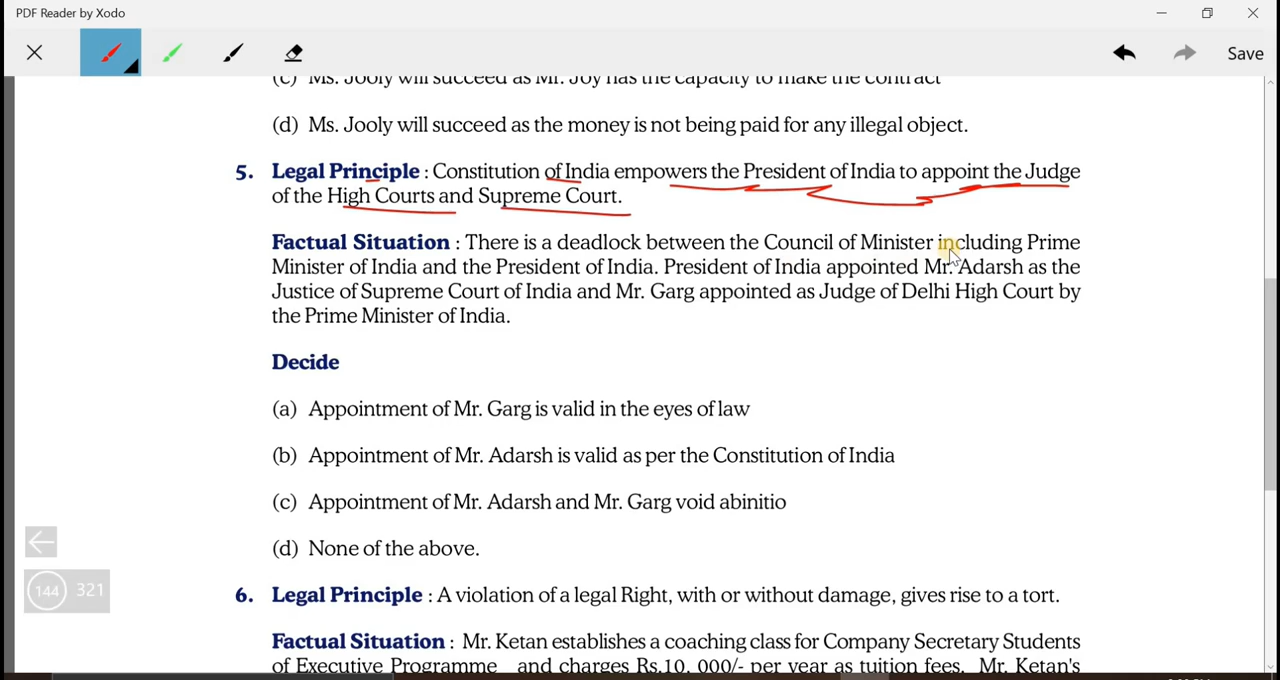 PDF Reader by Xodo
Save
(c) Ms. Jooly will succeed as Mr. Joy has the capacity to make the contract
(d) Ms. Jooly will succeed as the money is not being paid for any illegal object.
5. Legal Principle : Constitution of India empowers the President of India to appoint the Judge
of the High Courts and Supreme Court.
Factual Situation : There is a deadlock between the Council of Minister including Prime
Minister of India and the President of India. President of India appointed Mr. Adarsh as the
Justice of Supreme Court of India and Mr. Garg appointed as Judge of Delhi High Court by
the Prime Minister of India.
Decide
(a) Appointment of Mr. Garg is valid in the eyes of law
(b) Appointment of Mr. Adarsh is valid as per the Constitution of India
(c) Appointment of Mr. Adarsh and Mr. Garg void abinitio
(d) None of the above.
144 321
6. Legal Principle : A violation of a legal Right, with or without damage, gives rise to a tort.
Factual Situation : Mr. Ketan establishes a coaching class for Company Secretary Students
of Executive Programme and charges Rs.10, 000/- per year as tuition fees. Mr. Ketan's